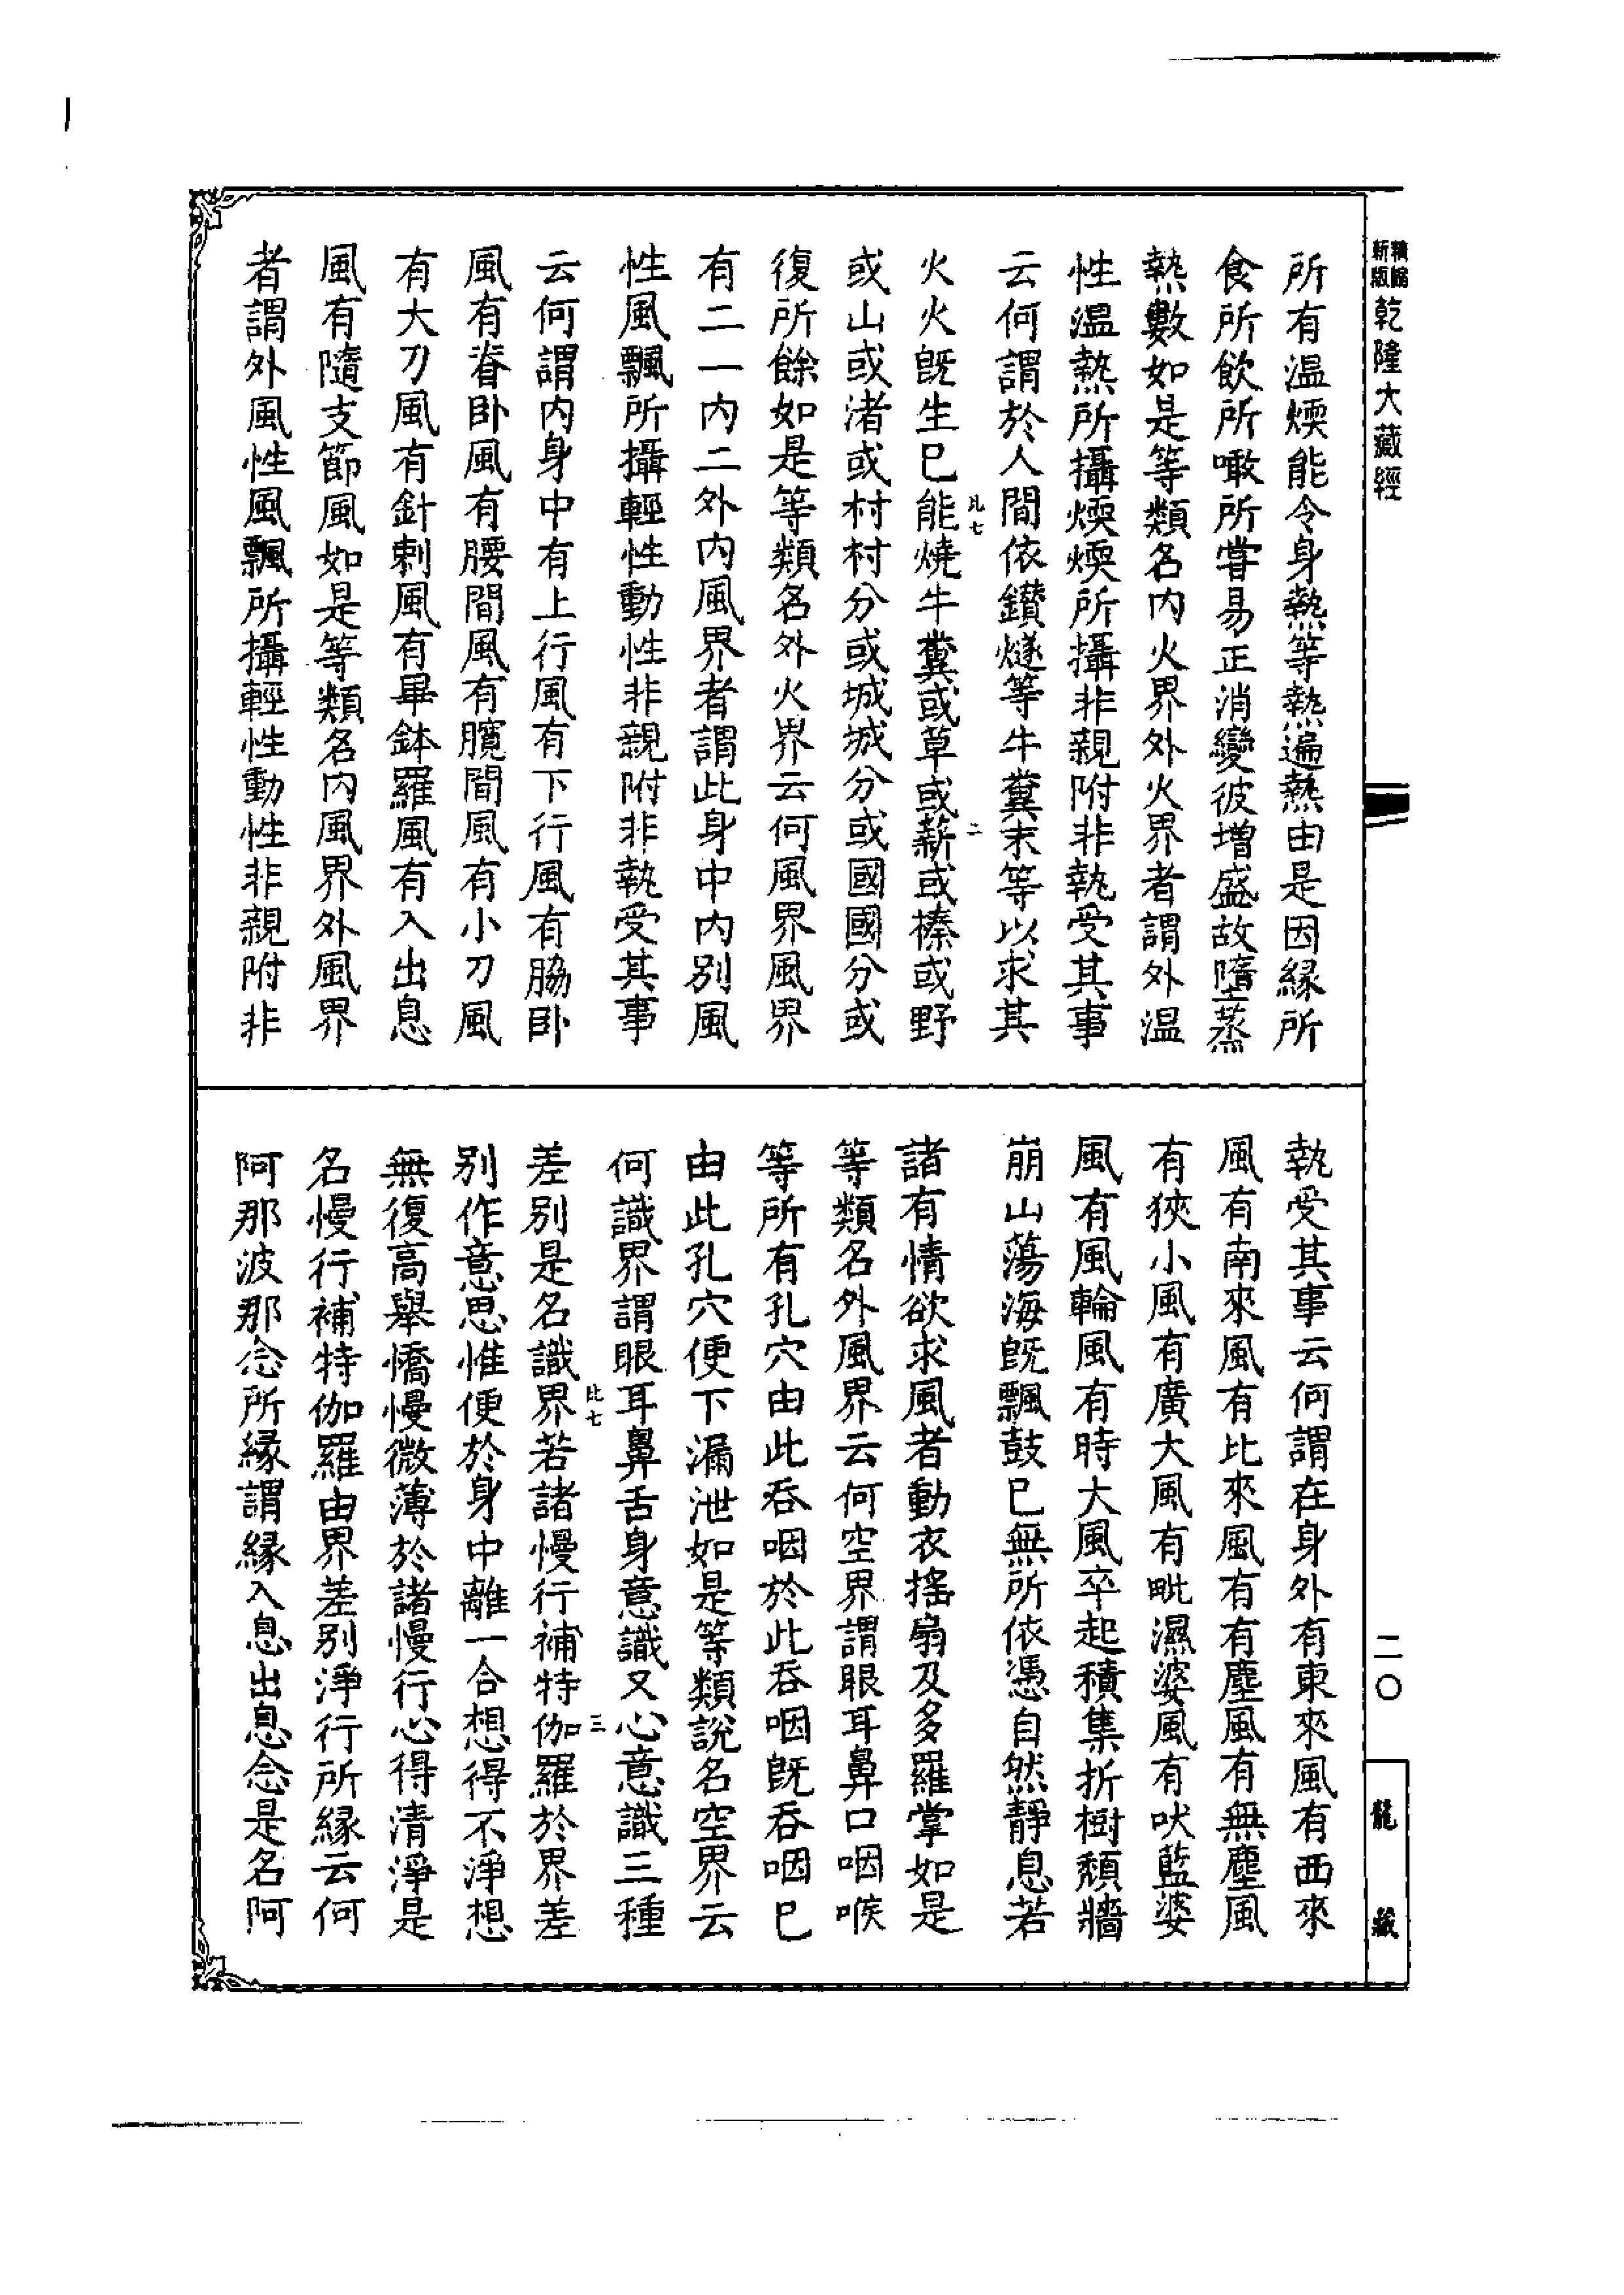 精縮新版乾隆大藏經
所有溫煗能令身熱等熱遍熱由是因緣所
食所飲所噉所嘗易正消變彼增盛故墮蒸
熱數如是等類名內火界外火界者謂外溫
性溫熱所攝煗煗所攝非親附非執受其事
云何謂於人間依鑽燧等牛糞末等以求其
火火旣生巳能燒牛糞或草或薪或榛或野
或山或渚或村村分或城城分或國國分或
復所餘如是等類名外火界云何風界風界
有二一內二外內風界者謂此身中內別風
性風飄所攝輕性動性非親附非執受其事
云何謂內身中有上行風有下行風有脇卧
風有脊卧風有腰間風有臗間風有小刀風
有大刀風有針刺風有畢鉢羅風有入出息
風有隨支節風如是等類名內風界外風界
者謂外風性風飄所攝輕性動性非親附非
執受其事云何謂在身外有東來風有西來
風有南來風有比來風有有塵風有無塵風
有狹小風有廣大風有毗濕婆風有吠藍婆
風有風輪風有時大風卒起積集折樹頹牆
崩山蕩海旣飄鼓巳無所依憑自然靜息若
諸有情欲求風者動衣搖扇及多羅掌如是
等類名外風界云何空界謂眼耳鼻口咽喉
等所有孔穴由此吞咽於此吞咽旣吞咽巳
由此孔穴便下漏泄如是等類說名空界云
何識界謂眼耳鼻舌身意識又心意識三種
差別是名識界若諸慢行補特伽羅於界差
別作意思惟便於身中離一合想得不淨想
無復高舉憍慢微薄於諸慢行心得清淨是
名慢行補特伽羅由界差別淨行所緣云何
阿那波那念所緣謂緣入息出息念是名阿
二〇
龍藏